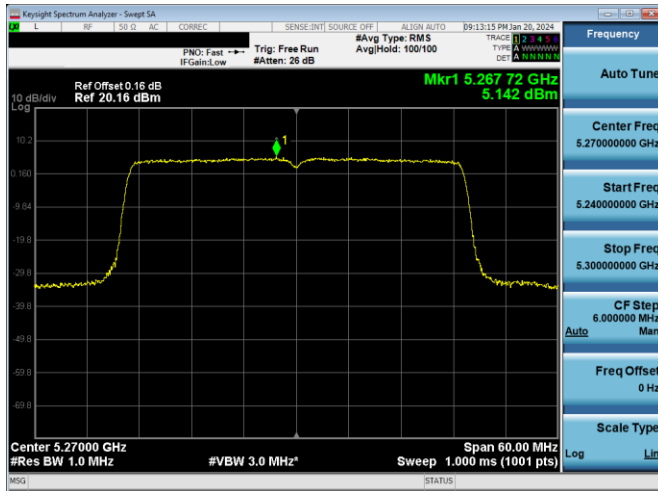 Keysight Spectrum Analyzer - Swept SA
L RF 50 Ω AC CORREC SENSE:INT SOURCE OFF ALIGN AUTO 09:13:15 PM Jan 20, 2024
#Avg Type: RMS TRACE 1 2 3 4 5 6
PNO: Fast Trig: Free Run Avg|Hold: 100/100 TYPE A WWWWW
IFGain:Low #Atten: 26 dB DET A N N N N N
Frequency
Auto Tune
Mkr1 5.267 72 GHz
5.142 dBm
Ref Offset 0.16 dB
10 dB/div Ref 20.16 dBm
Log
1
10.2
0.160
-9.84
-19.8
-29.8
-39.8
-49.8
-59.8
-69.8
Center Freq
5.270000000 GHz
Start Freq
5.240000000 GHz
Stop Freq
5.300000000 GHz
CF Step
6.000000 MHz
Auto Man
Freq Offset
0 Hz
Scale Type
Log Lin
Center 5.27000 GHz Span 60.00 MHz
#Res BW 1.0 MHz #VBW 3.0 MHz* Sweep 1.000 ms (1001 pts)
MSG STATUS